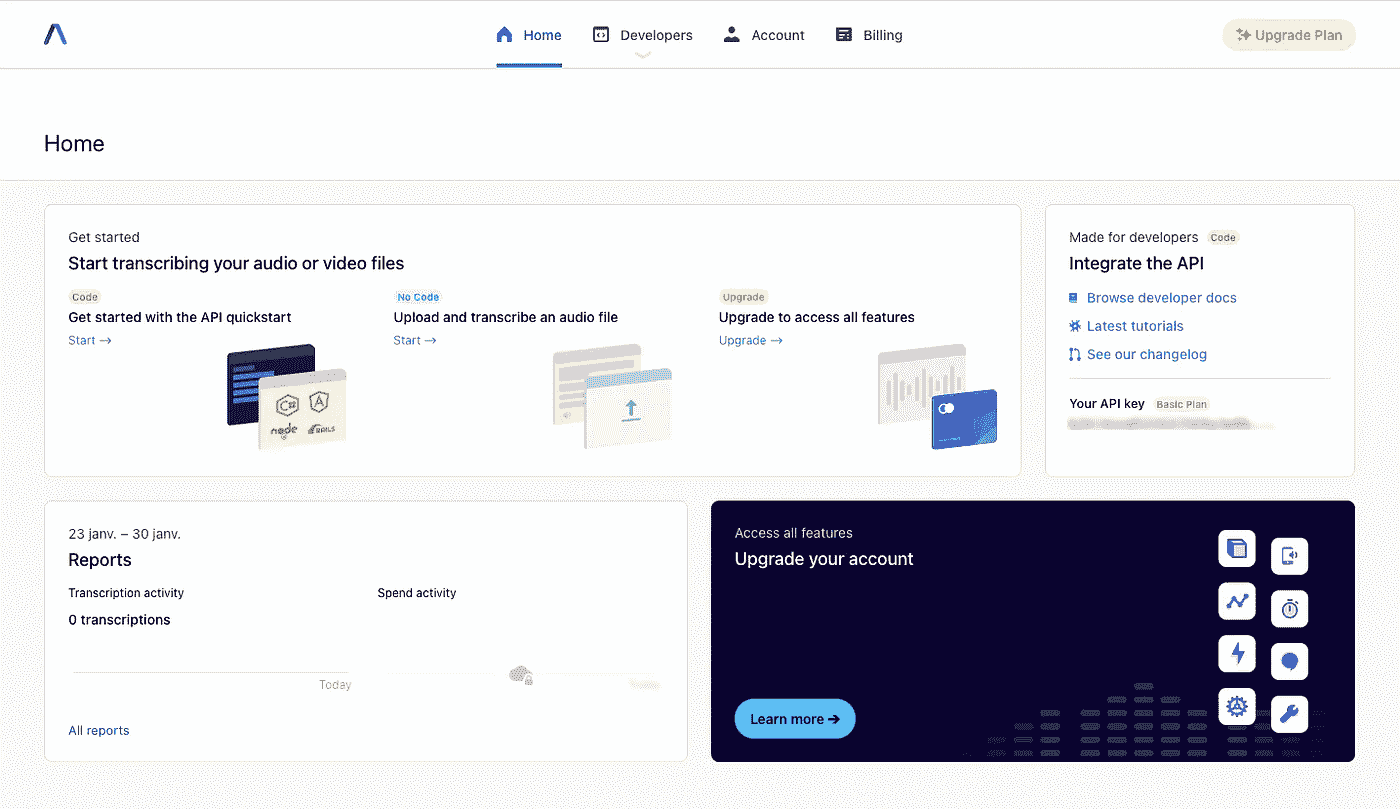 Home
Developers
Account
Billing
Upgrade Plan
Home
Get started
Start transcribing your audio or video files
Code
Get started with the API quickstart
Start →
C#
node
RAILS
No Code
Upload and transcribe an audio file
Start →
Upgrade
Upgrade to access all features
Upgrade →
Made for developers Code
Integrate the API
Browse developer docs
Latest tutorials
See our changelog
Your API key Basic Plan
23 janv. – 30 janv.
Reports
Transcription activity
0 transcriptions
Today
Spend activity
All reports
Access all features
Upgrade your account
Learn more →